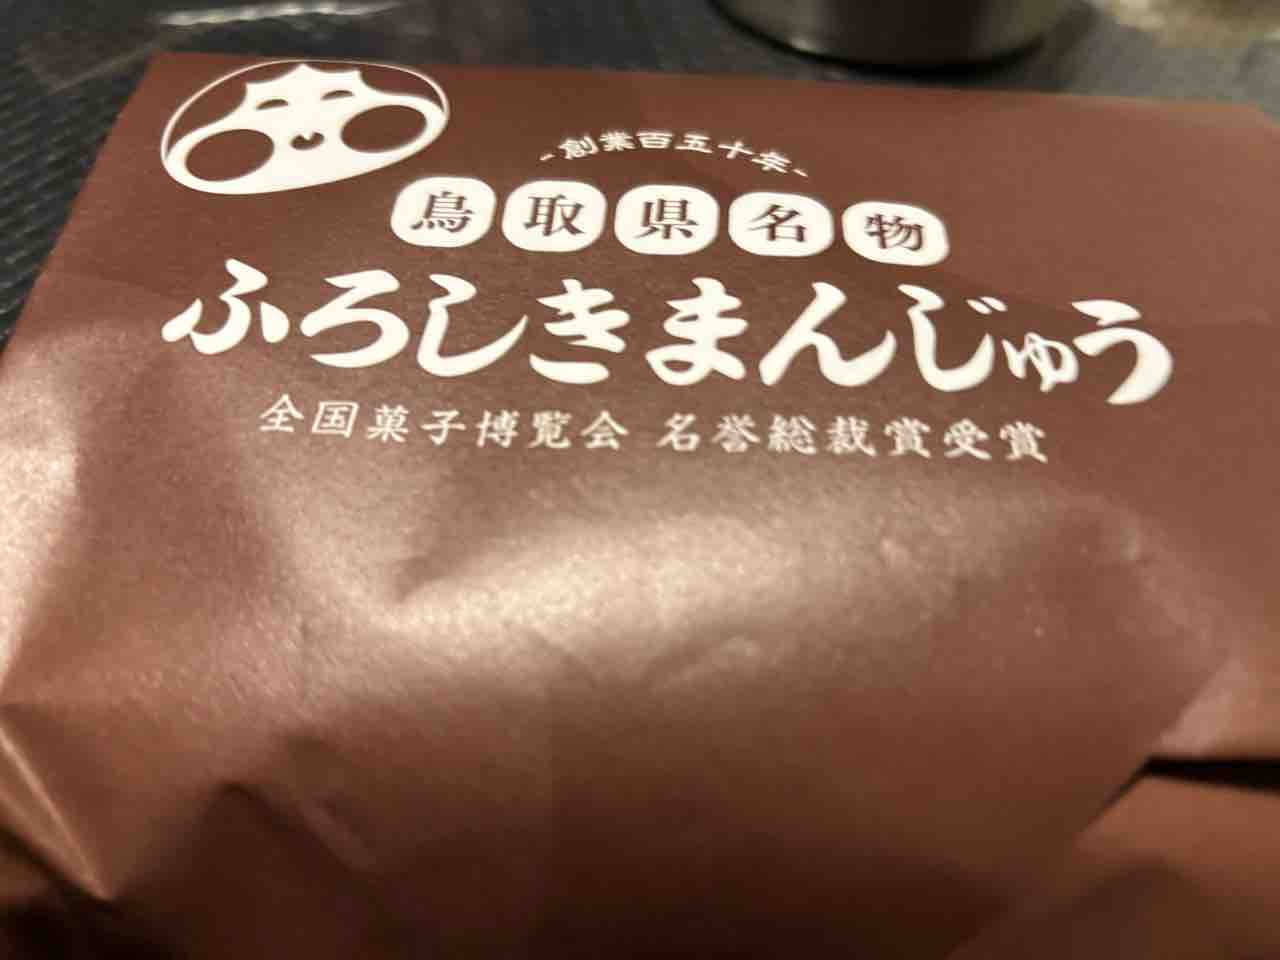 -創業百五十年-
鳥取県名物
ふろしきまんじゅう
全国菓子博覧会 名誉総裁賞受賞